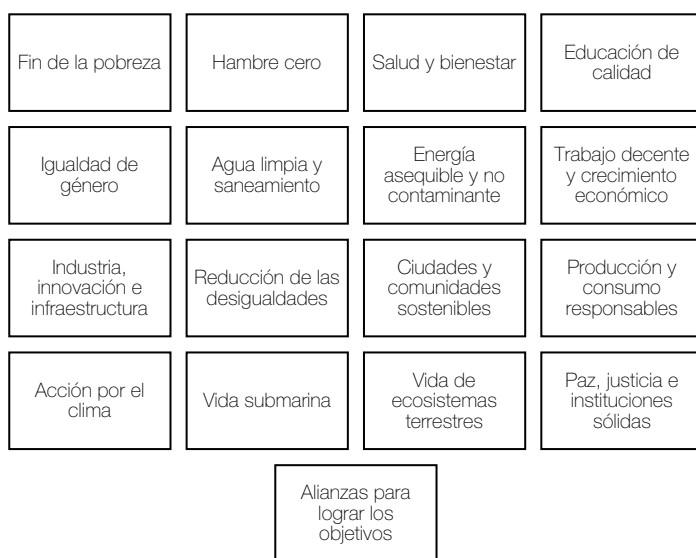 Fin de la pobreza
Hambre cero
Salud y bienestar
Educación de
calidad
Igualdad de
género
Agua limpia y
saneamiento
Energía
asequible y no
contaminante
Trabajo decente
y crecimiento
económico
Industria,
innovación e
infraestructura
Reducción de las
desigualdades
Ciudades y
comunidades
sostenibles
Producción y
consumo
responsables
Acción por el
clima
Vida submarina
Vida de
ecosistemas
terrestres
Paz, justicia e
instituciones
sólidas
Alianzas para
lograr los
objetivos